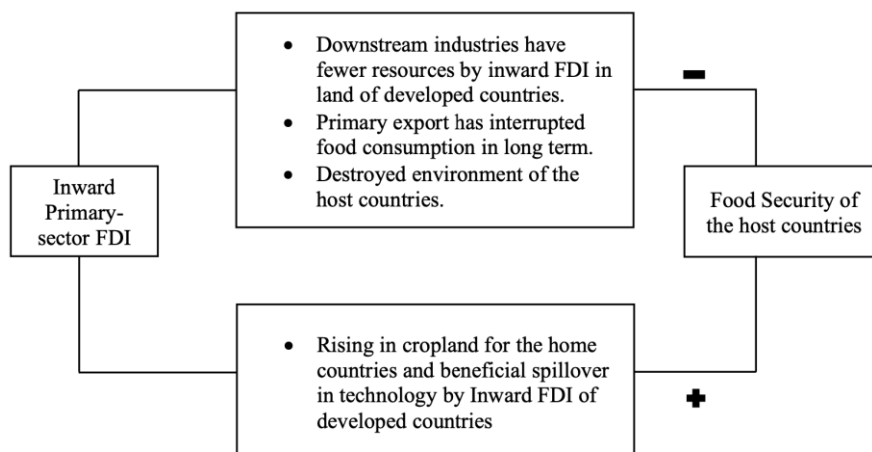 • Downstream industries have
fewer resources by inward FDI in
land of developed countries.
• Primary export has interrupted
food consumption in long term.
• Destroyed environment of the
host countries.
−
Inward
Primary-
sector FDI
Food Security of
the host countries
• Rising in cropland for the home
countries and beneficial spillover
in technology by Inward FDI of
developed countries
+